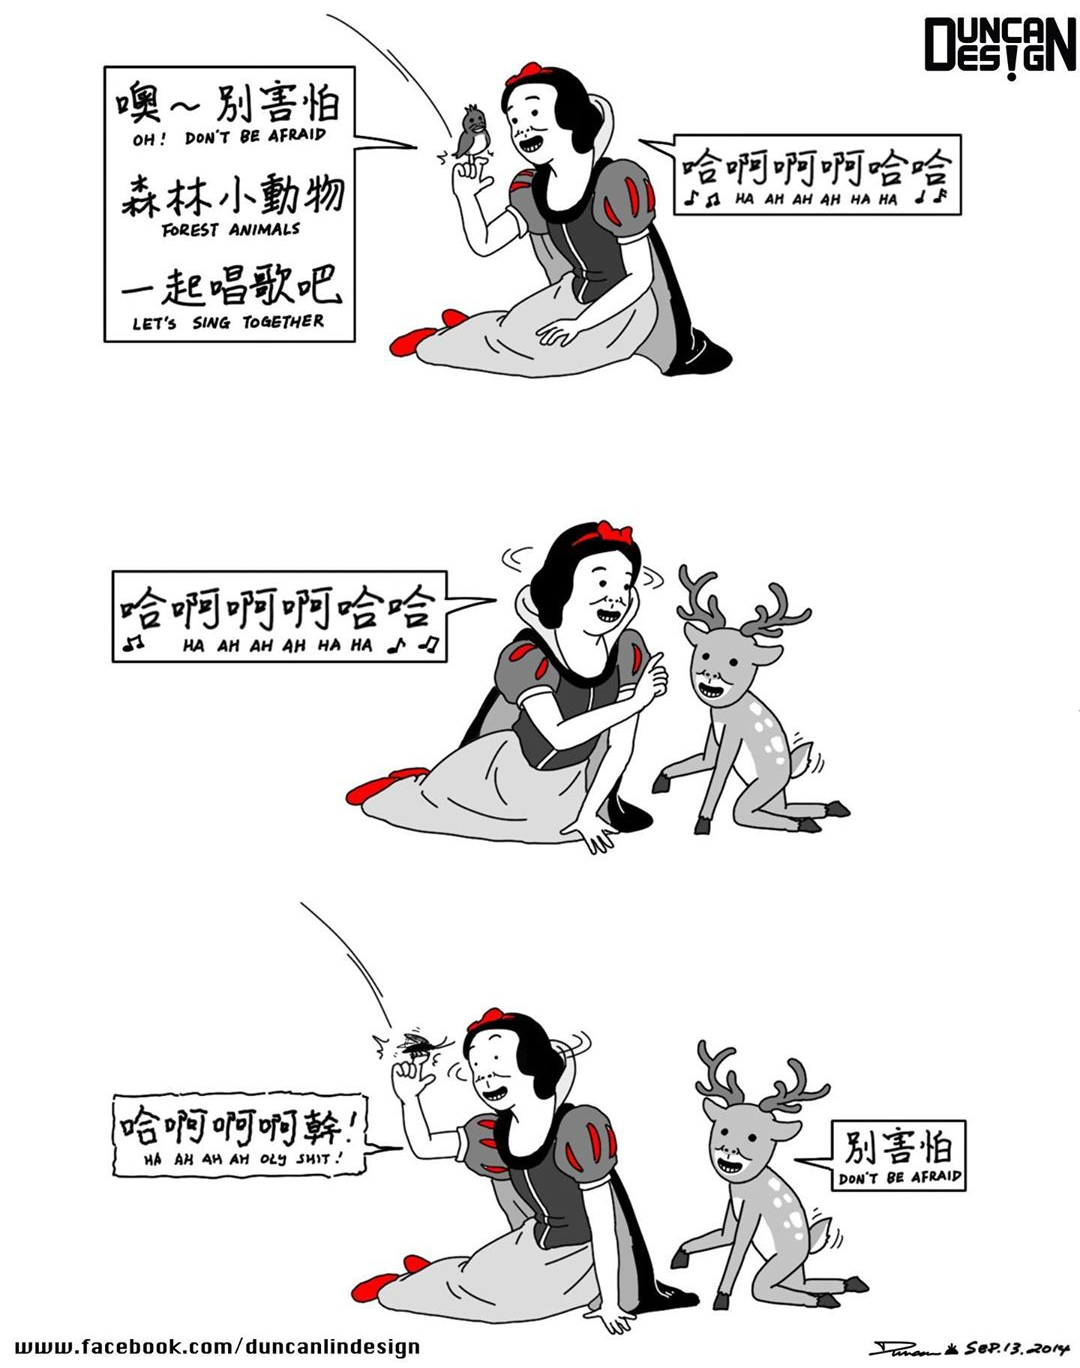 DUNCAN
DESIGN
噢～別害怕
OH! DON'T BE AFRAID
森林小動物
FOREST ANIMALS
一起唱歌吧
LET'S SING TOGETHER
哈啊啊啊哈哈
HA AH AH AH HA HA
哈啊啊啊哈哈
HA AH AH AH HA HA
哈啊啊啊幹!
HA AH AH AH OLY SHIT!
別害怕
DON'T BE AFRAID
www.facebook.com/duncanlindesign
Duncan SEP.13.2014